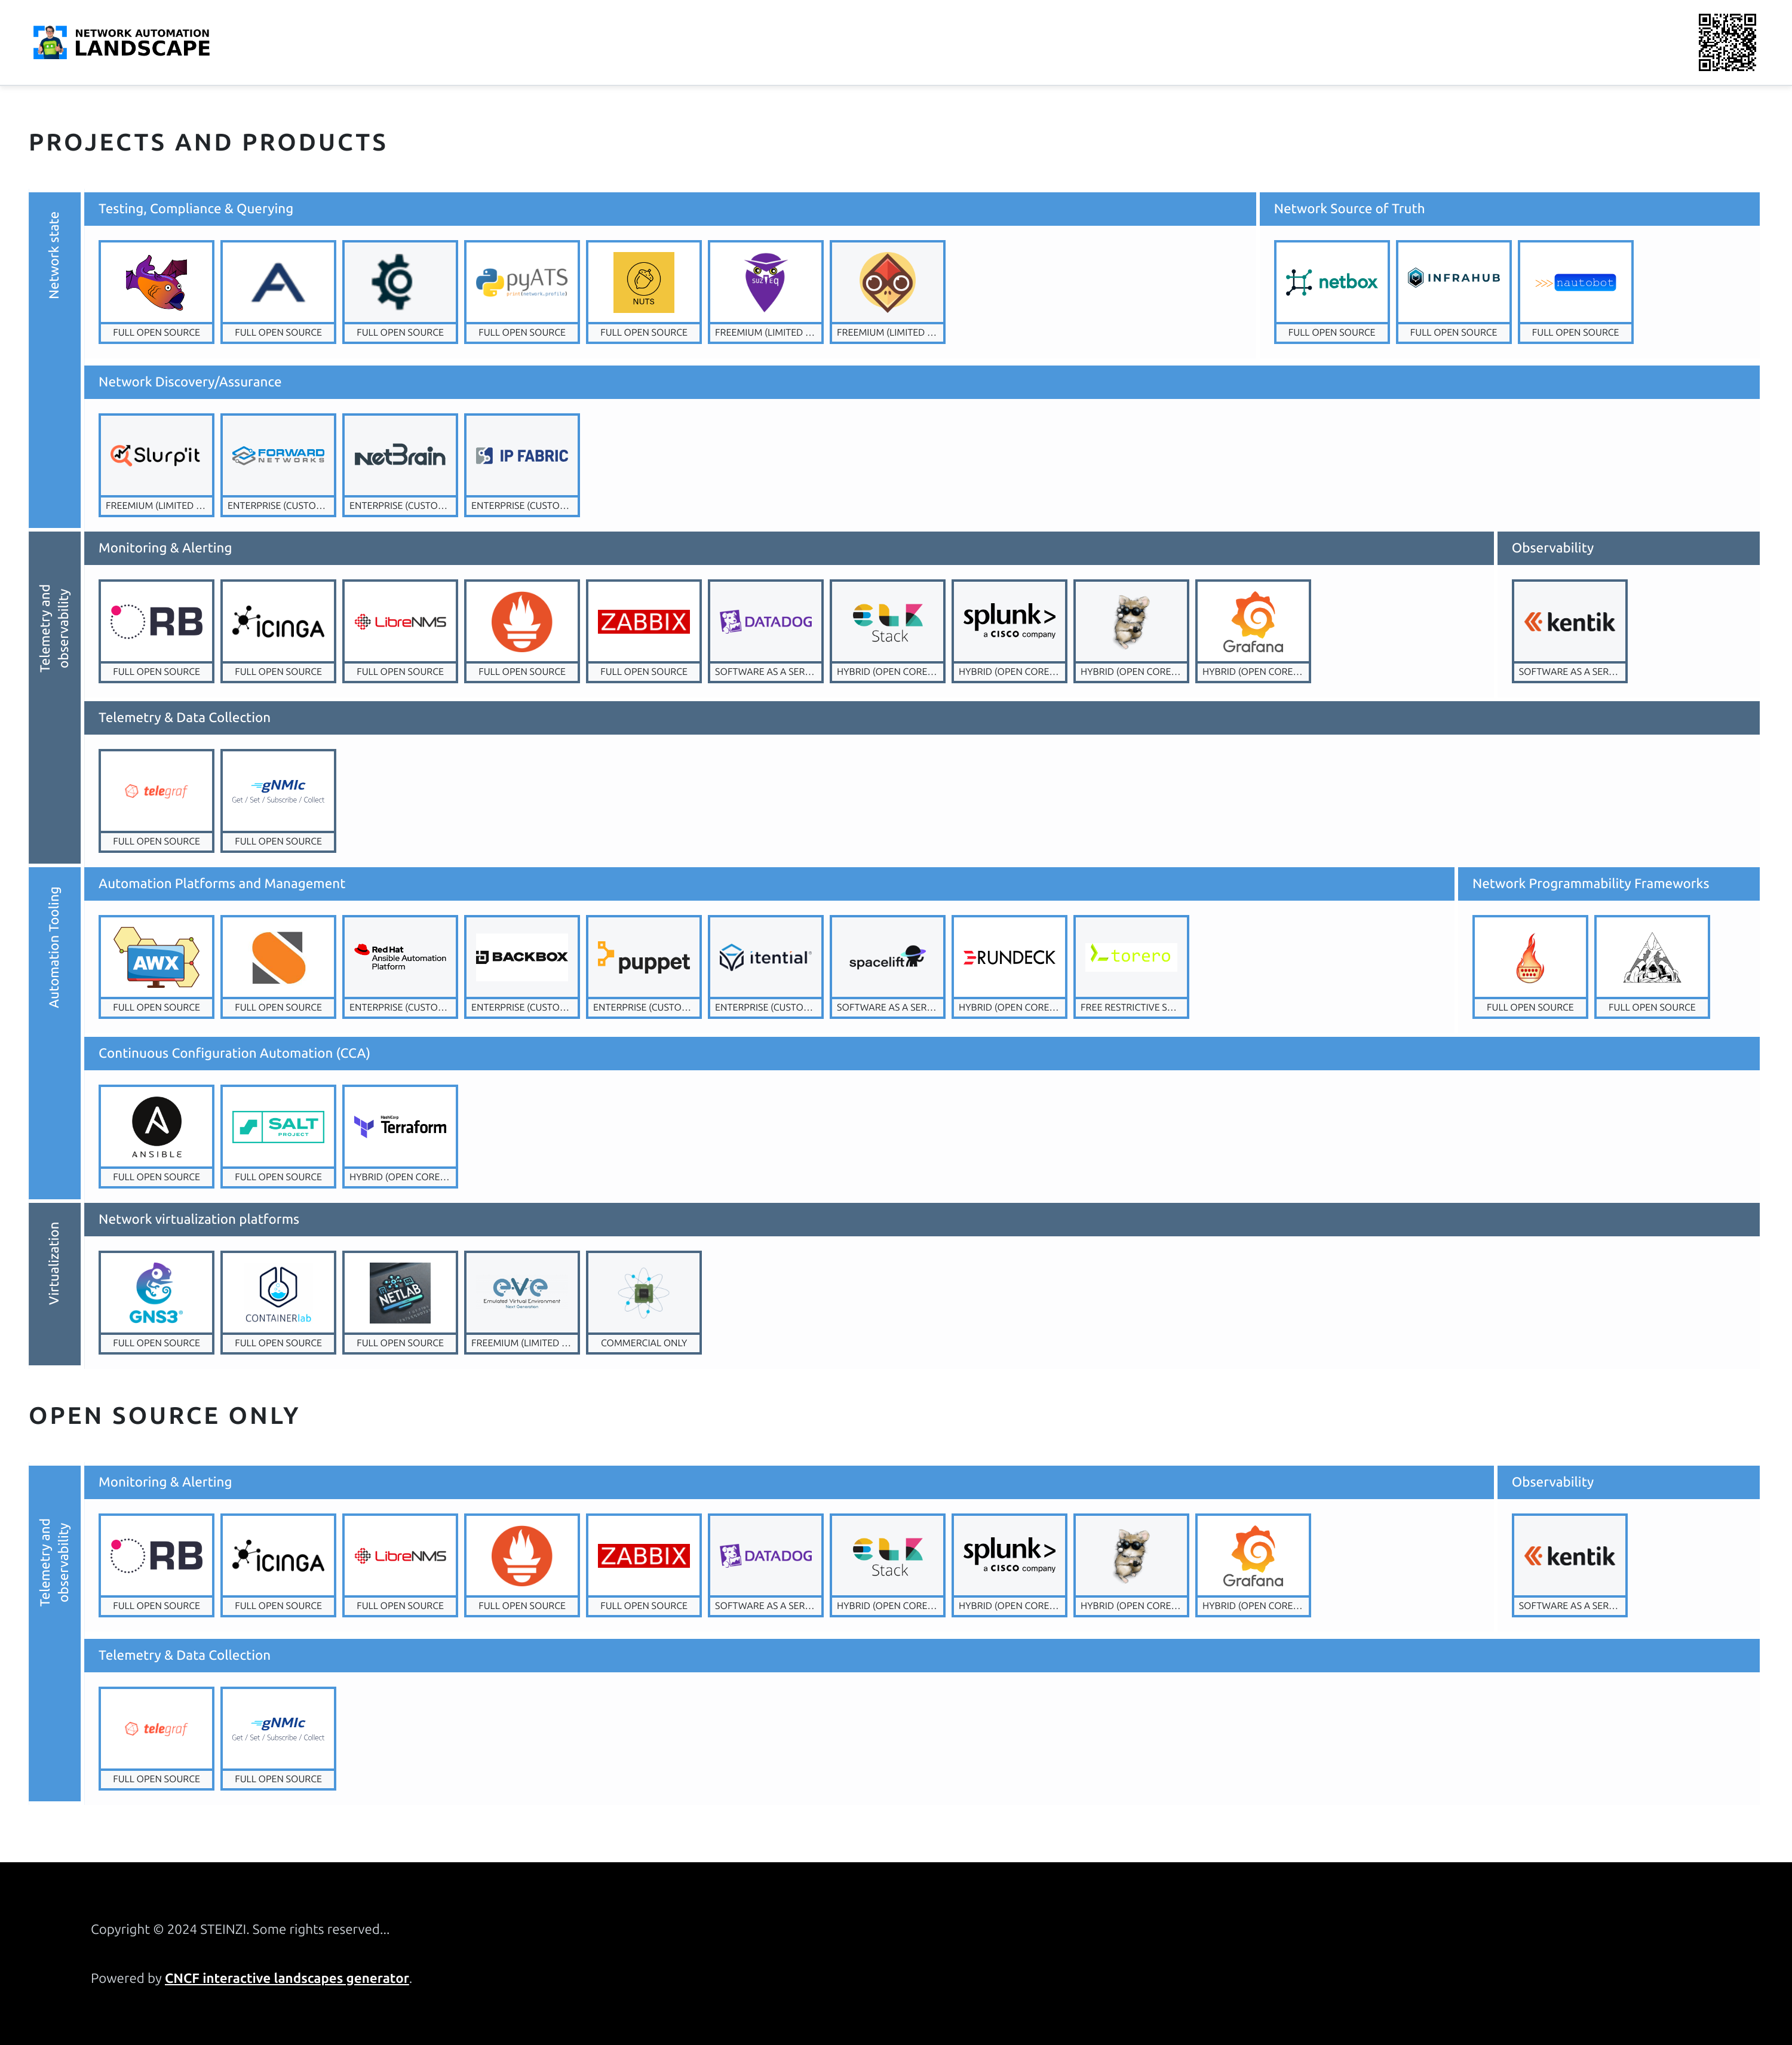 NETWORK AUTOMATION
LANDSCAPE
PROJECTS AND PRODUCTS
Network state
Testing, Compliance & Querying
pyATS
NUTS
SUZ EQ
FULL OPEN SOURCE
FULL OPEN SOURCE
FULL OPEN SOURCE
FULL OPEN SOURCE
FULL OPEN SOURCE
FREEMIUM (LIMITED ...
FREEMIUM (LIMITED ...
Network Source of Truth
netbox
INFRAHUB
>>> nautobot
FULL OPEN SOURCE
FULL OPEN SOURCE
FULL OPEN SOURCE
Network Discovery/Assurance
Slurp'it
FORWARD
NETWORKS
NetBrain
IP FABRIC
FREEMIUM (LIMITED ...
ENTERPRISE (CUSTO...
ENTERPRISE (CUSTO...
ENTERPRISE (CUSTO...
Telemetry and
observability
Monitoring & Alerting
ORB
ICINGA
LibreNMS
ZABBIX
DATADOG
ELK
Stack
splunk>
a CISCO company
Grafana
FULL OPEN SOURCE
FULL OPEN SOURCE
FULL OPEN SOURCE
FULL OPEN SOURCE
FULL OPEN SOURCE
SOFTWARE AS A SER...
HYBRID (OPEN CORE...
HYBRID (OPEN CORE...
HYBRID (OPEN CORE...
HYBRID (OPEN CORE...
Observability
kentik
SOFTWARE AS A SER...
Telemetry & Data Collection
telegraf
gNMIc
Get / Set / Subscribe / Collect
FULL OPEN SOURCE
FULL OPEN SOURCE
Automation Tooling
Automation Platforms and Management
AWX
Red Hat
Ansible Automation
Platform
BACKBOX
puppet
itential
spacelift
RUNDECK
torero
FULL OPEN SOURCE
FULL OPEN SOURCE
ENTERPRISE (CUSTO...
ENTERPRISE (CUSTO...
ENTERPRISE (CUSTO...
ENTERPRISE (CUSTO...
SOFTWARE AS A SER...
HYBRID (OPEN CORE...
FREE RESTRICTIVE S...
Network Programmability Frameworks
FULL OPEN SOURCE
FULL OPEN SOURCE
Continuous Configuration Automation (CCA)
ANSIBLE
SALT
PROJECT
HashiCorp
Terraform
FULL OPEN SOURCE
FULL OPEN SOURCE
HYBRID (OPEN CORE...
Virtualization
Network virtualization platforms
GNS3
CONTAINERlab
NETLAB
eve
Emulated Virtual Environment
Next Generation
FULL OPEN SOURCE
FULL OPEN SOURCE
FULL OPEN SOURCE
FREEMIUM (LIMITED ...
COMMERCIAL ONLY
OPEN SOURCE ONLY
Telemetry and
observability
Monitoring & Alerting
ORB
ICINGA
LibreNMS
ZABBIX
DATADOG
ELK
Stack
splunk>
a CISCO company
Grafana
FULL OPEN SOURCE
FULL OPEN SOURCE
FULL OPEN SOURCE
FULL OPEN SOURCE
FULL OPEN SOURCE
SOFTWARE AS A SER...
HYBRID (OPEN CORE...
HYBRID (OPEN CORE...
HYBRID (OPEN CORE...
HYBRID (OPEN CORE...
Observability
kentik
SOFTWARE AS A SER...
Telemetry & Data Collection
telegraf
gNMIc
Get / Set / Subscribe / Collect
FULL OPEN SOURCE
FULL OPEN SOURCE
Copyright © 2024 STEINZI. Some rights reserved...
Powered by CNCF interactive landscapes generator.